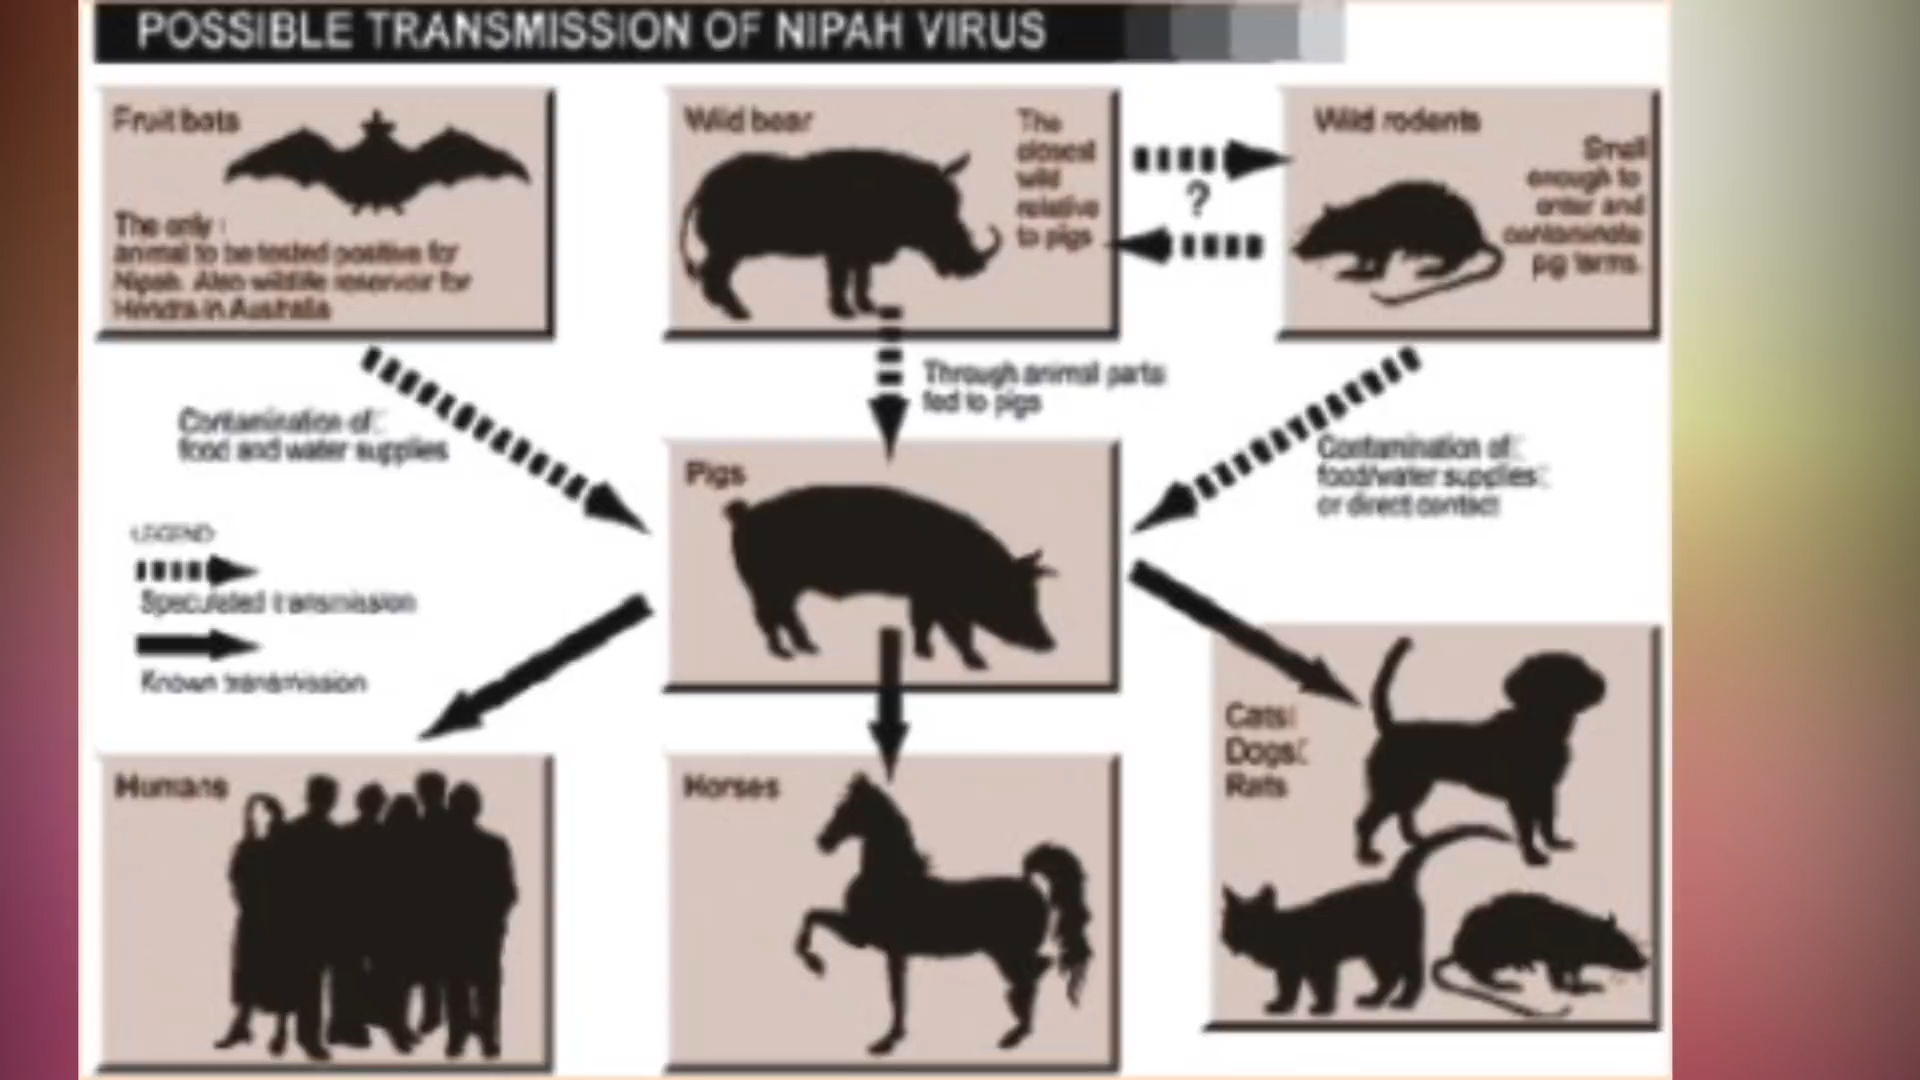 POSSIBLE TRANSMISSION OF NIPAH VIRUS
Fruit bats
The only
animal to be tested positive for
Nipah. Also wildlife reservoir for
Hendra in Australia
Wild bear
The
closest
wild
relative
to pigs
?
Wild rodents
Small
enough to
enter and
contaminate
pig farms.
Contamination of
food and water supplies
Through animal parts
fed to pigs
Contamination of
food/water supplies
or direct contact
LEGEND
Speculated transmission
Known transmission
Pigs
Humans
Horses
Cats
Dogs
Rats